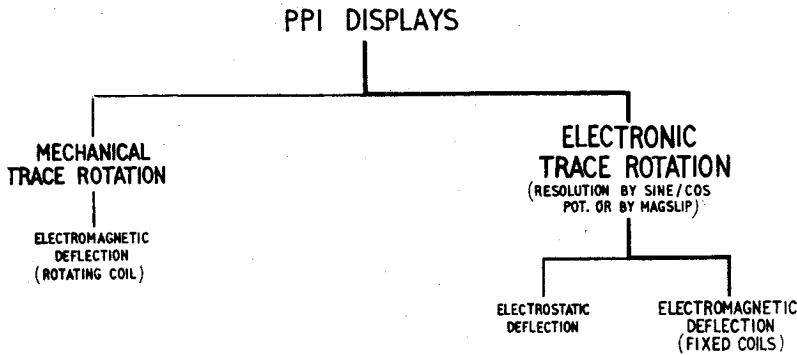 PPI DISPLAYS
MECHANICAL
TRACE ROTATION
ELECTROMAGNETIC
DEFLECTION
(ROTATING COIL)
ELECTRONIC
TRACE ROTATION
(RESOLUTION BY SINE/COS
POT. OR BY MAGSLIP)
ELECTROSTATIC
DEFLECTION
ELECTROMAGNETIC
DEFLECTION
(FIXED COILS)